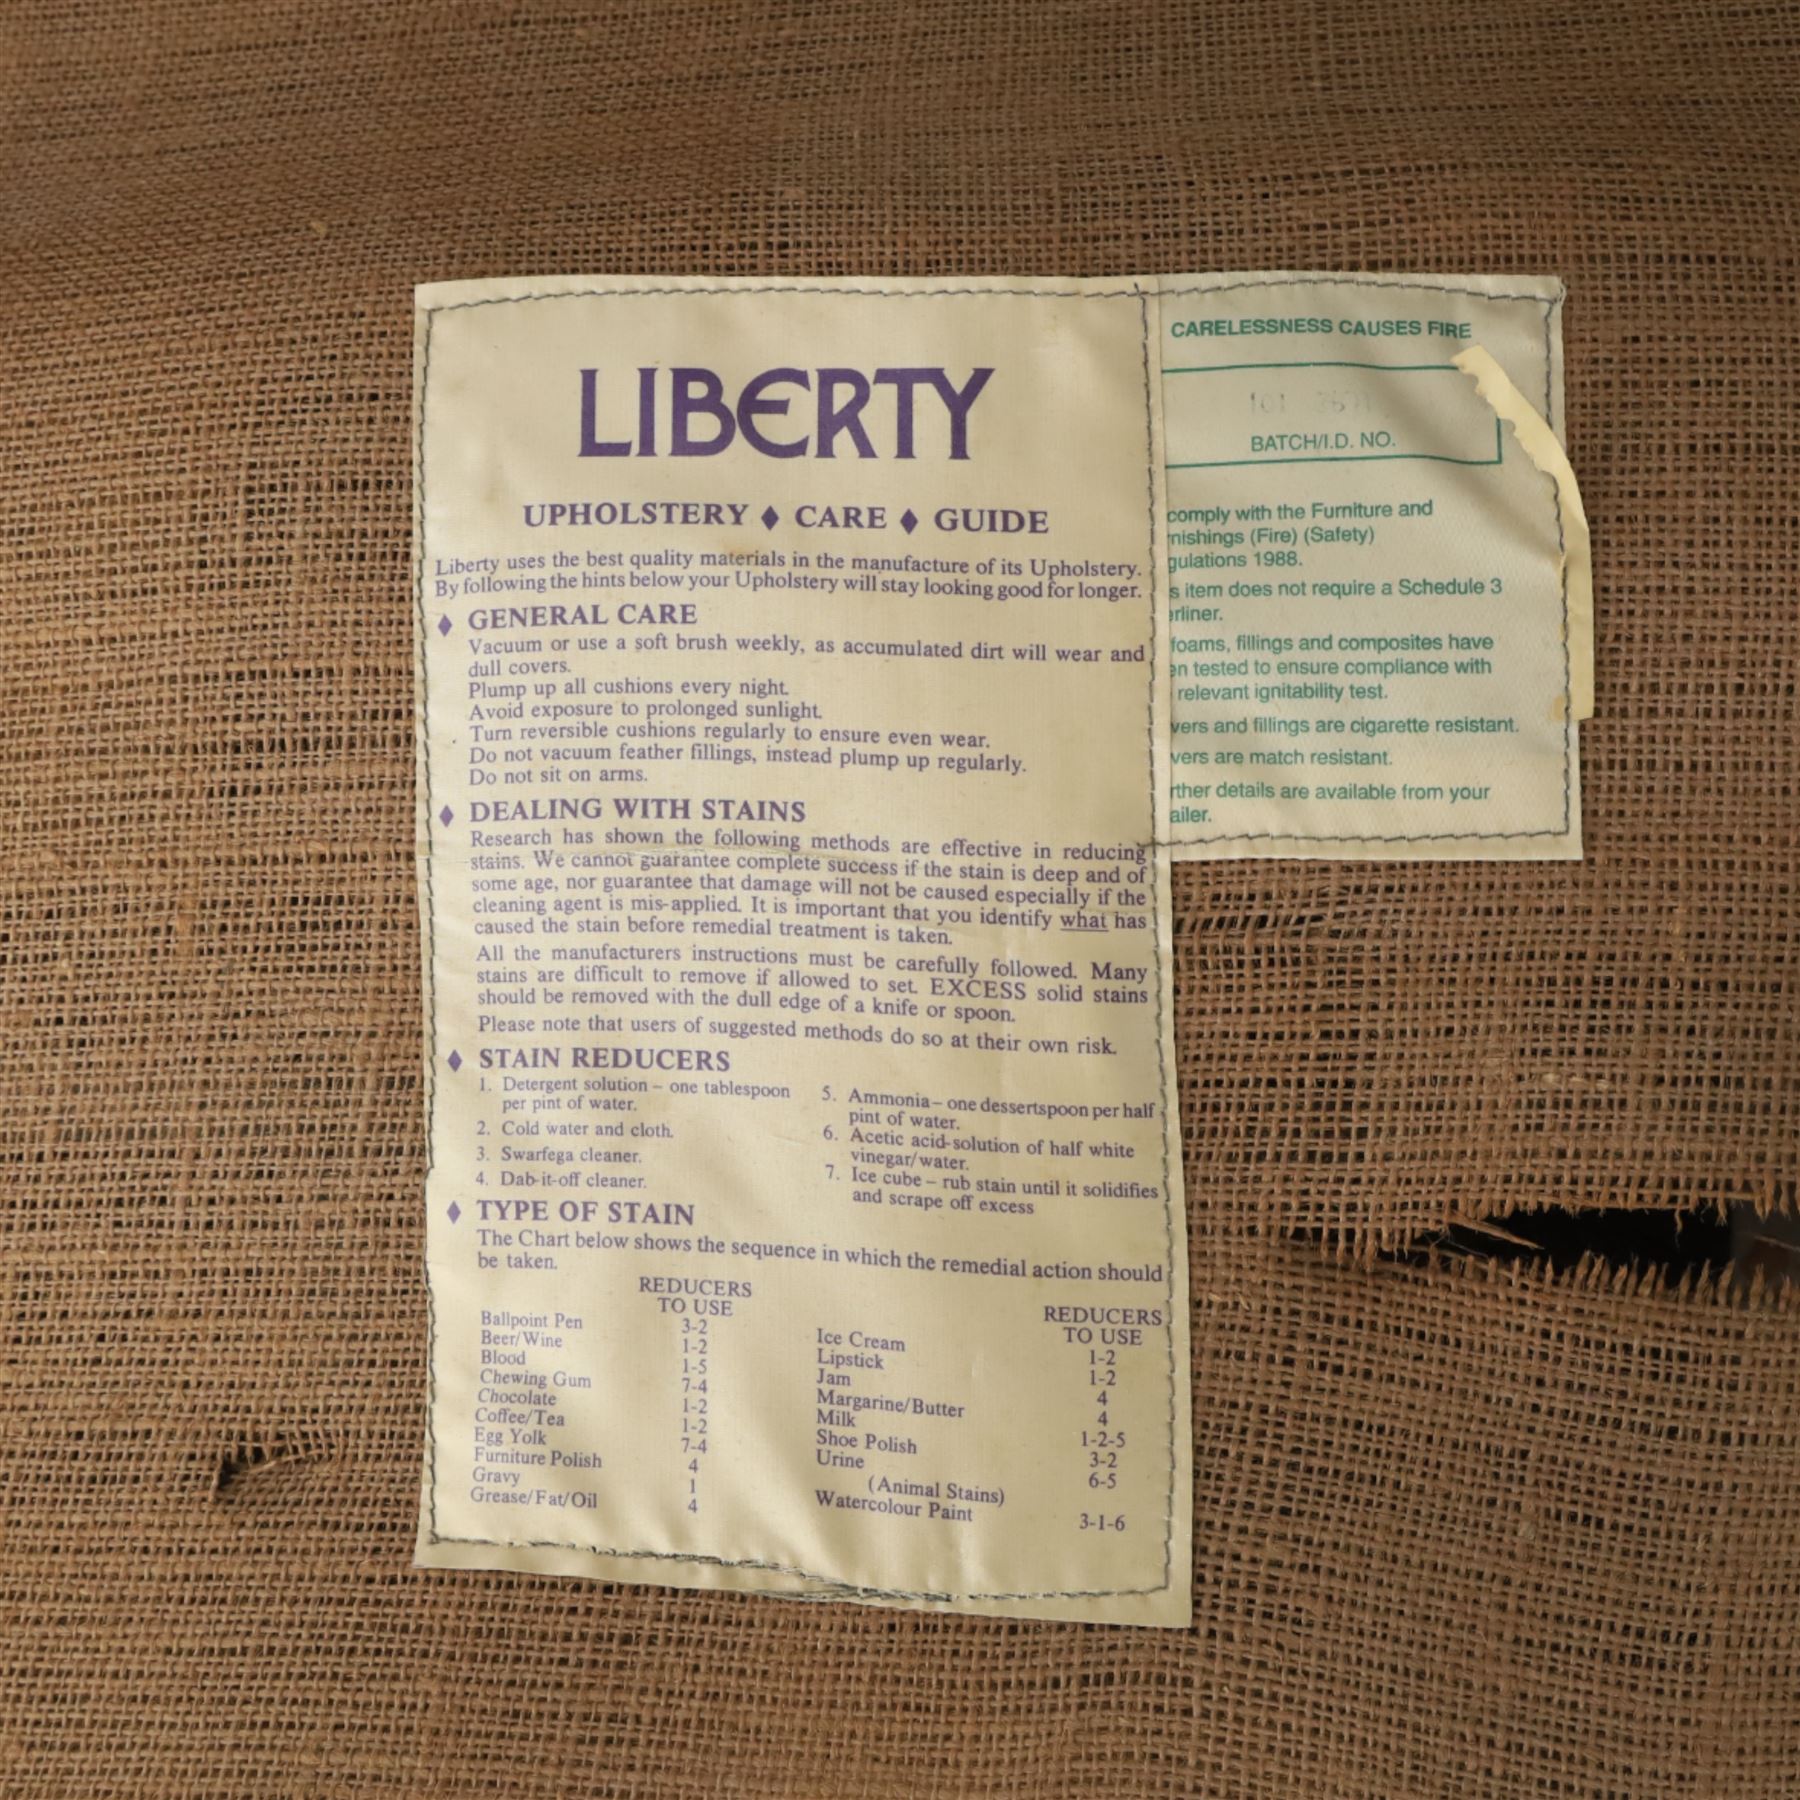 LIBERTY
UPHOLSTERY ♦ CARE ♦ GUIDE
Liberty uses the best quality materials in the manufacture of its Upholstery.
By following the hints below your Upholstery will stay looking good for longer.
♦ GENERAL CARE
Vacuum or use a soft brush weekly, as accumulated dirt will wear and
dull covers.
Plump up all cushions every night.
Avoid exposure to prolonged sunlight.
Turn reversible cushions regularly to ensure even wear.
Do not vacuum feather fillings, instead plump up regularly.
Do not sit on arms.
♦ DEALING WITH STAINS
Research has shown the following methods are effective in reducing
stains. We cannot guarantee complete success if the stain is deep and of
some age, nor guarantee that damage will not be caused especially if the
cleaning agent is mis-applied. It is important that you identify what has
caused the stain before remedial treatment is taken.
All the manufacturers instructions must be carefully followed. Many
stains are difficult to remove if allowed to set. EXCESS solid stains
should be removed with the dull edge of a knife or spoon.
Please note that users of suggested methods do so at their own risk.
♦ STAIN REDUCERS
1. Detergent solution – one tablespoon
per pint of water.
2. Cold water and cloth.
3. Swarfega cleaner.
4. Dab-it-off cleaner.
5. Ammonia – one dessertspoon per half
pint of water.
6. Acetic acid-solution of half white
vinegar/water.
7. Ice cube – rub stain until it solidifies
and scrape off excess
♦ TYPE OF STAIN
The Chart below shows the sequence in which the remedial action should
be taken.
REDUCERS
TO USE
Ballpoint Pen 3-2
Beer/Wine 1-2
Blood 1-5
Chewing Gum 7-4
Chocolate 1-2
Coffee/Tea 1-2
Egg Yolk 7-4
Furniture Polish 4
Gravy 1
Grease/Fat/Oil 4
REDUCERS
TO USE
Ice Cream 1-2
Lipstick 1-2
Jam 4
Margarine/Butter 4
Milk 1-2-5
Shoe Polish 3-2
Urine 6-5
(Animal Stains)
Watercolour Paint 3-1-6
CARELESSNESS CAUSES FIRE
101
BATCH/I.D. NO.
comply with the Furniture and
nishings (Fire) (Safety)
gulations 1988.
s item does not require a Schedule 3
erliner.
foams, fillings and composites have
en tested to ensure compliance with
relevant ignitability test.
vers and fillings are cigarette resistant.
vers are match resistant.
rther details are available from your
ailer.